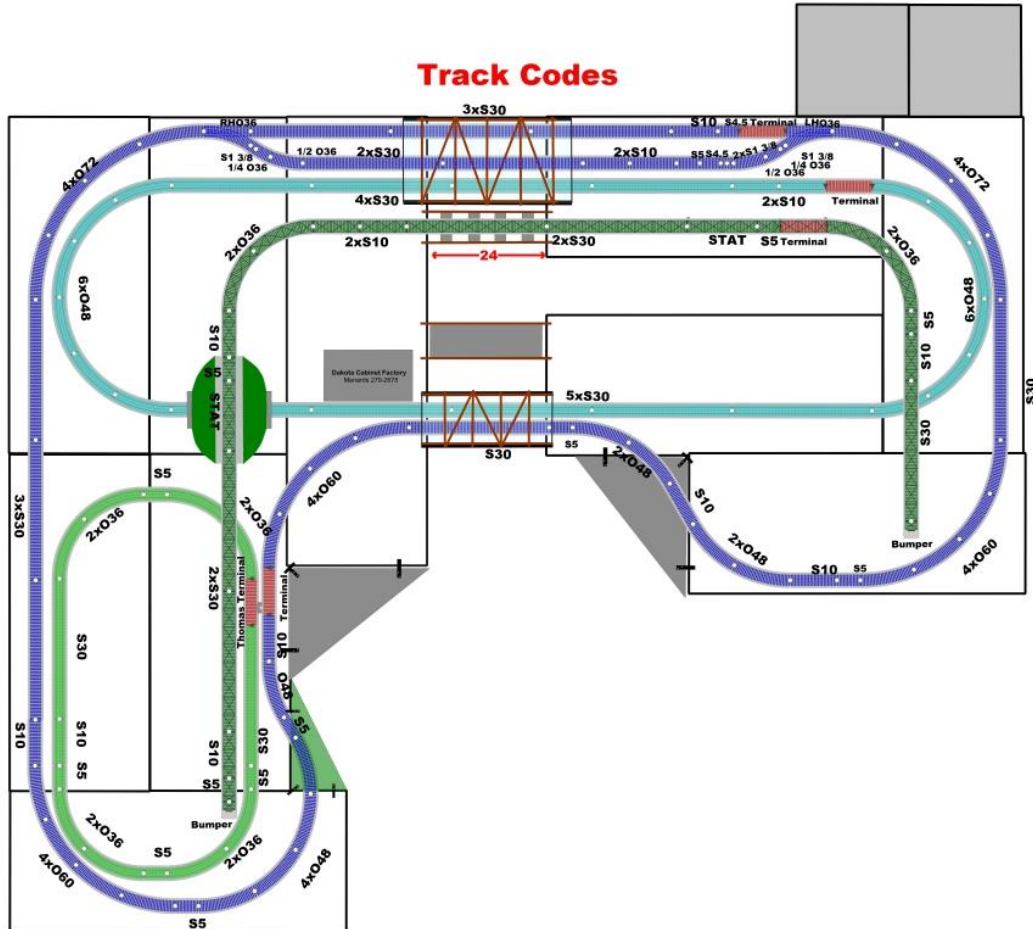 Track Codes
3xS30
RHO36
S10
S4.5 Terminal
LHO36
4xO72
S1 3/8
1/4 O36
1/2 O36
2xS30
2xS10
S5
S4.5
2xS1 3/8
S1 3/8
1/4 O36
1/2 O36
4xO72
4xS30
2xS10
Terminal
2xO36
2xS10
24
2xS30
STAT
S5 Terminal
2xO36
6xO48
6xO48
S10
S5
STAT
Dakota Cabinet Factory
Menards 279-2678
S5
S10
S30
5xS30
S30
S30
S5
2xO48
S10
2xO48
S10
S5
4xO60
Bumper
4xO60
S5
2xO36
2xO36
3xS30
2xS30
Thomas Terminal
Terminal
S10
O48
S5
S30
S10
S5
S10
S10
S5
S30
S5
Bumper
2xO36
S5
2xO36
4xO60
S5
4xO48